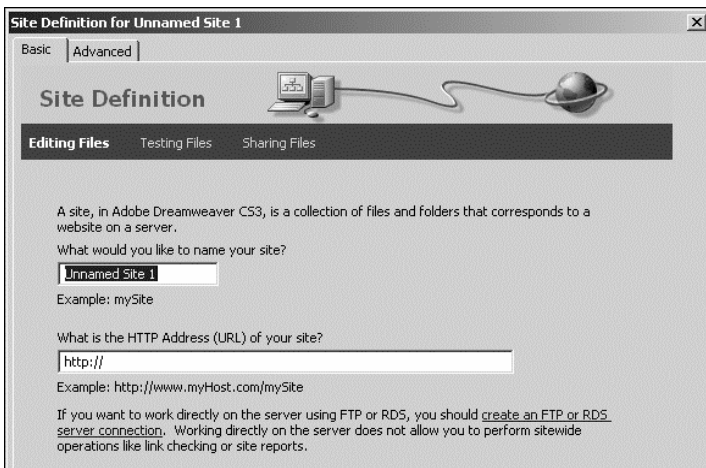 Site Definition for Unnamed Site 1
Basic Advanced
Site Definition
Editing Files Testing Files Sharing Files
A site, in Adobe Dreamweaver CS3, is a collection of files and folders that corresponds to a
website on a server.
What would you like to name your site?
Unnamed Site 1
Example: mySite
What is the HTTP Address (URL) of your site?
http://
Example: http://www.myHost.com/mySite
If you want to work directly on the server using FTP or RDS, you should create an FTP or RDS
server connection. Working directly on the server does not allow you to perform sitewide
operations like link checking or site reports.